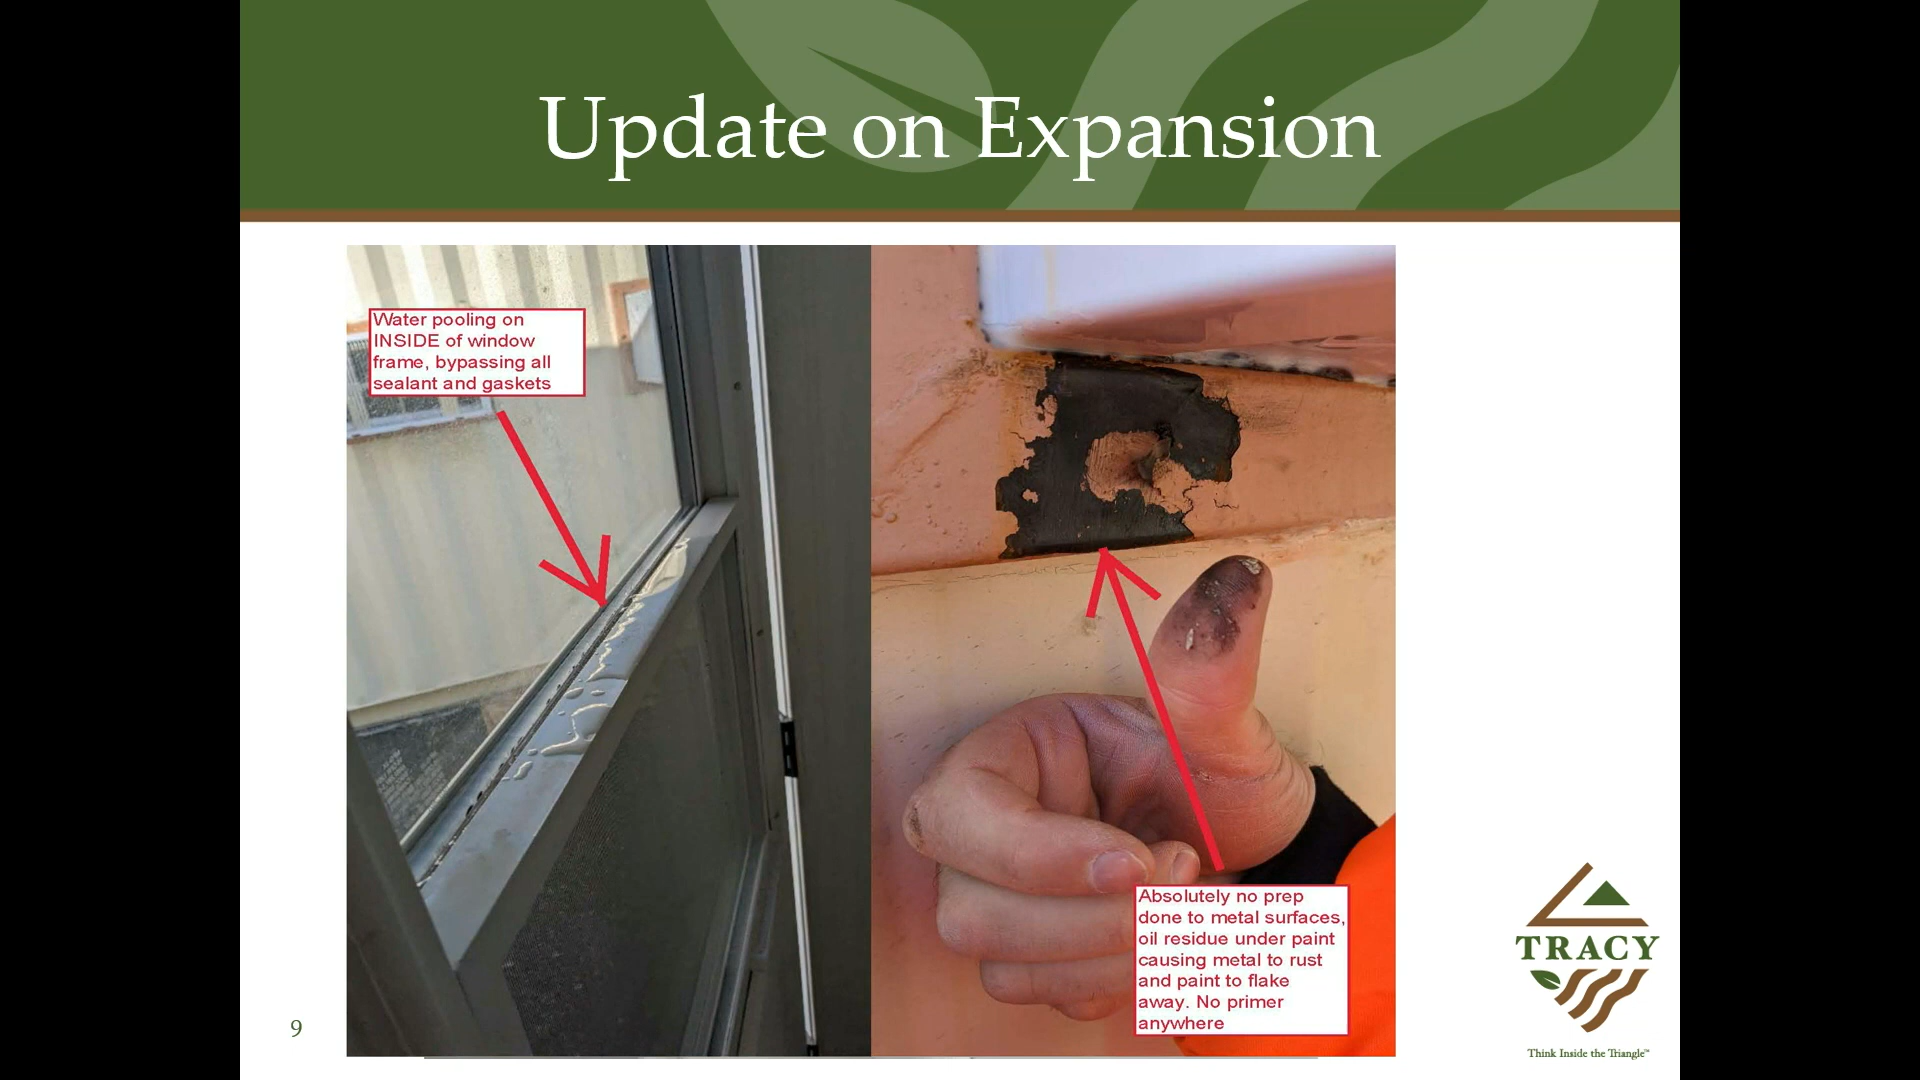 Update on Expansion
Water pooling on
INSIDE of window
frame, bypassing all
sealant and gaskets
Absolutely no prep
done to metal surfaces,
oil residue under paint
causing metal to rust
and paint to flake
away. No primer
anywhere
TRACY
Think Inside the Triangle™
9